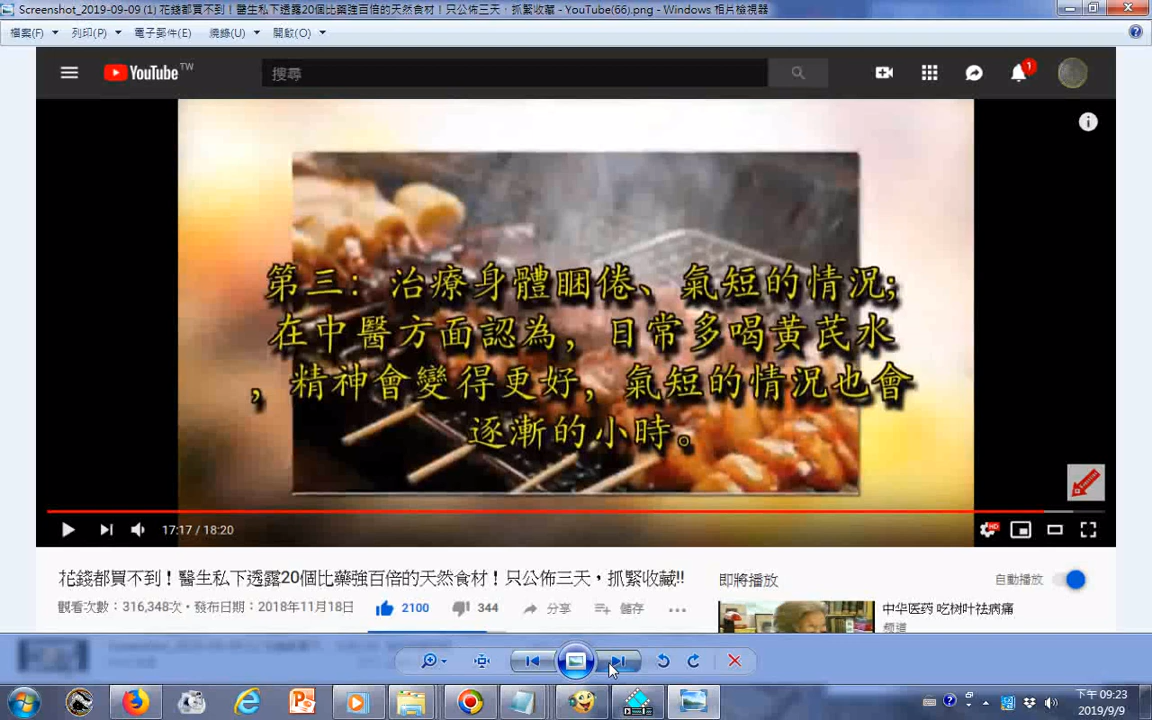 Screenshot_2019-09-09 (1) 花錢都買不到！醫生私下透露20個比藥強百倍的天然食材！只公佈三天，抓緊收藏 - YouTube(66).png - Windows 相片檢視器
檔案(F) 列印(P) 電子郵件(E) 燒錄(U) 開啟(O)
YouTube TW 搜尋 1
第三：治療身體睏倦、氣短的情況;
在中醫方面認為，日常多喝黃芪水
，精神會變得更好，氣短的情況也會
逐漸的小時。
17:17 / 18:20 HD
花錢都買不到！醫生私下透露20個比藥強百倍的天然食材！只公佈三天，抓緊收藏!!
觀看次數：316,348次 • 發布日期：2018年11月18日 2100 344 分享 儲存
即將播放 自動播放
中华医药 吃树叶祛病痛
频道
下午 09:23
2019/9/9